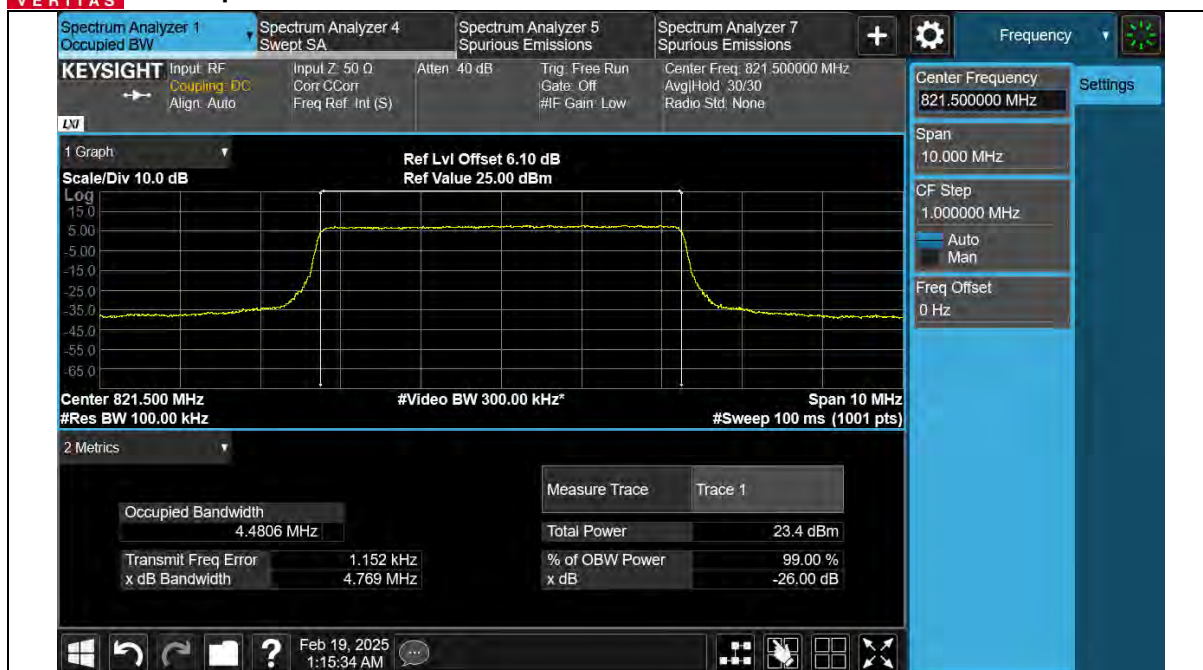 VERITAS
Spectrum Analyzer 1
Occupied BW
Spectrum Analyzer 4
Swept SA
Spectrum Analyzer 5
Spurious Emissions
Spectrum Analyzer 7
Spurious Emissions
+
Frequency
KEYSIGHT
LXI
Input: RF
Coupling: DC
Align: Auto
Input Z: 50 Ω
Corr CCorr
Freq Ref: Int (S)
Atten: 40 dB
Trig: Free Run
Gate: Off
#IF Gain: Low
Center Freq: 821.500000 MHz
Avg|Hold: 30/30
Radio Std: None
Center Frequency
821.500000 MHz
Settings
Span
10.000 MHz
CF Step
1.000000 MHz
Auto
Man
Freq Offset
0 Hz
1 Graph
Scale/Div 10.0 dB
Ref Lvl Offset 6.10 dB
Ref Value 25.00 dBm
Log
15.0
5.00
-5.00
-15.0
-25.0
-35.0
-45.0
-55.0
-65.0
Center 821.500 MHz
#Res BW 100.00 kHz
#Video BW 300.00 kHz*
Span 10 MHz
#Sweep 100 ms (1001 pts)
2 Metrics
Measure Trace Trace 1
Occupied Bandwidth
4.4806 MHz
Total Power 23.4 dBm
Transmit Freq Error 1.152 kHz
% of OBW Power 99.00 %
x dB Bandwidth 4.769 MHz
x dB -26.00 dB
?
Feb 19, 2025
1:15:34 AM